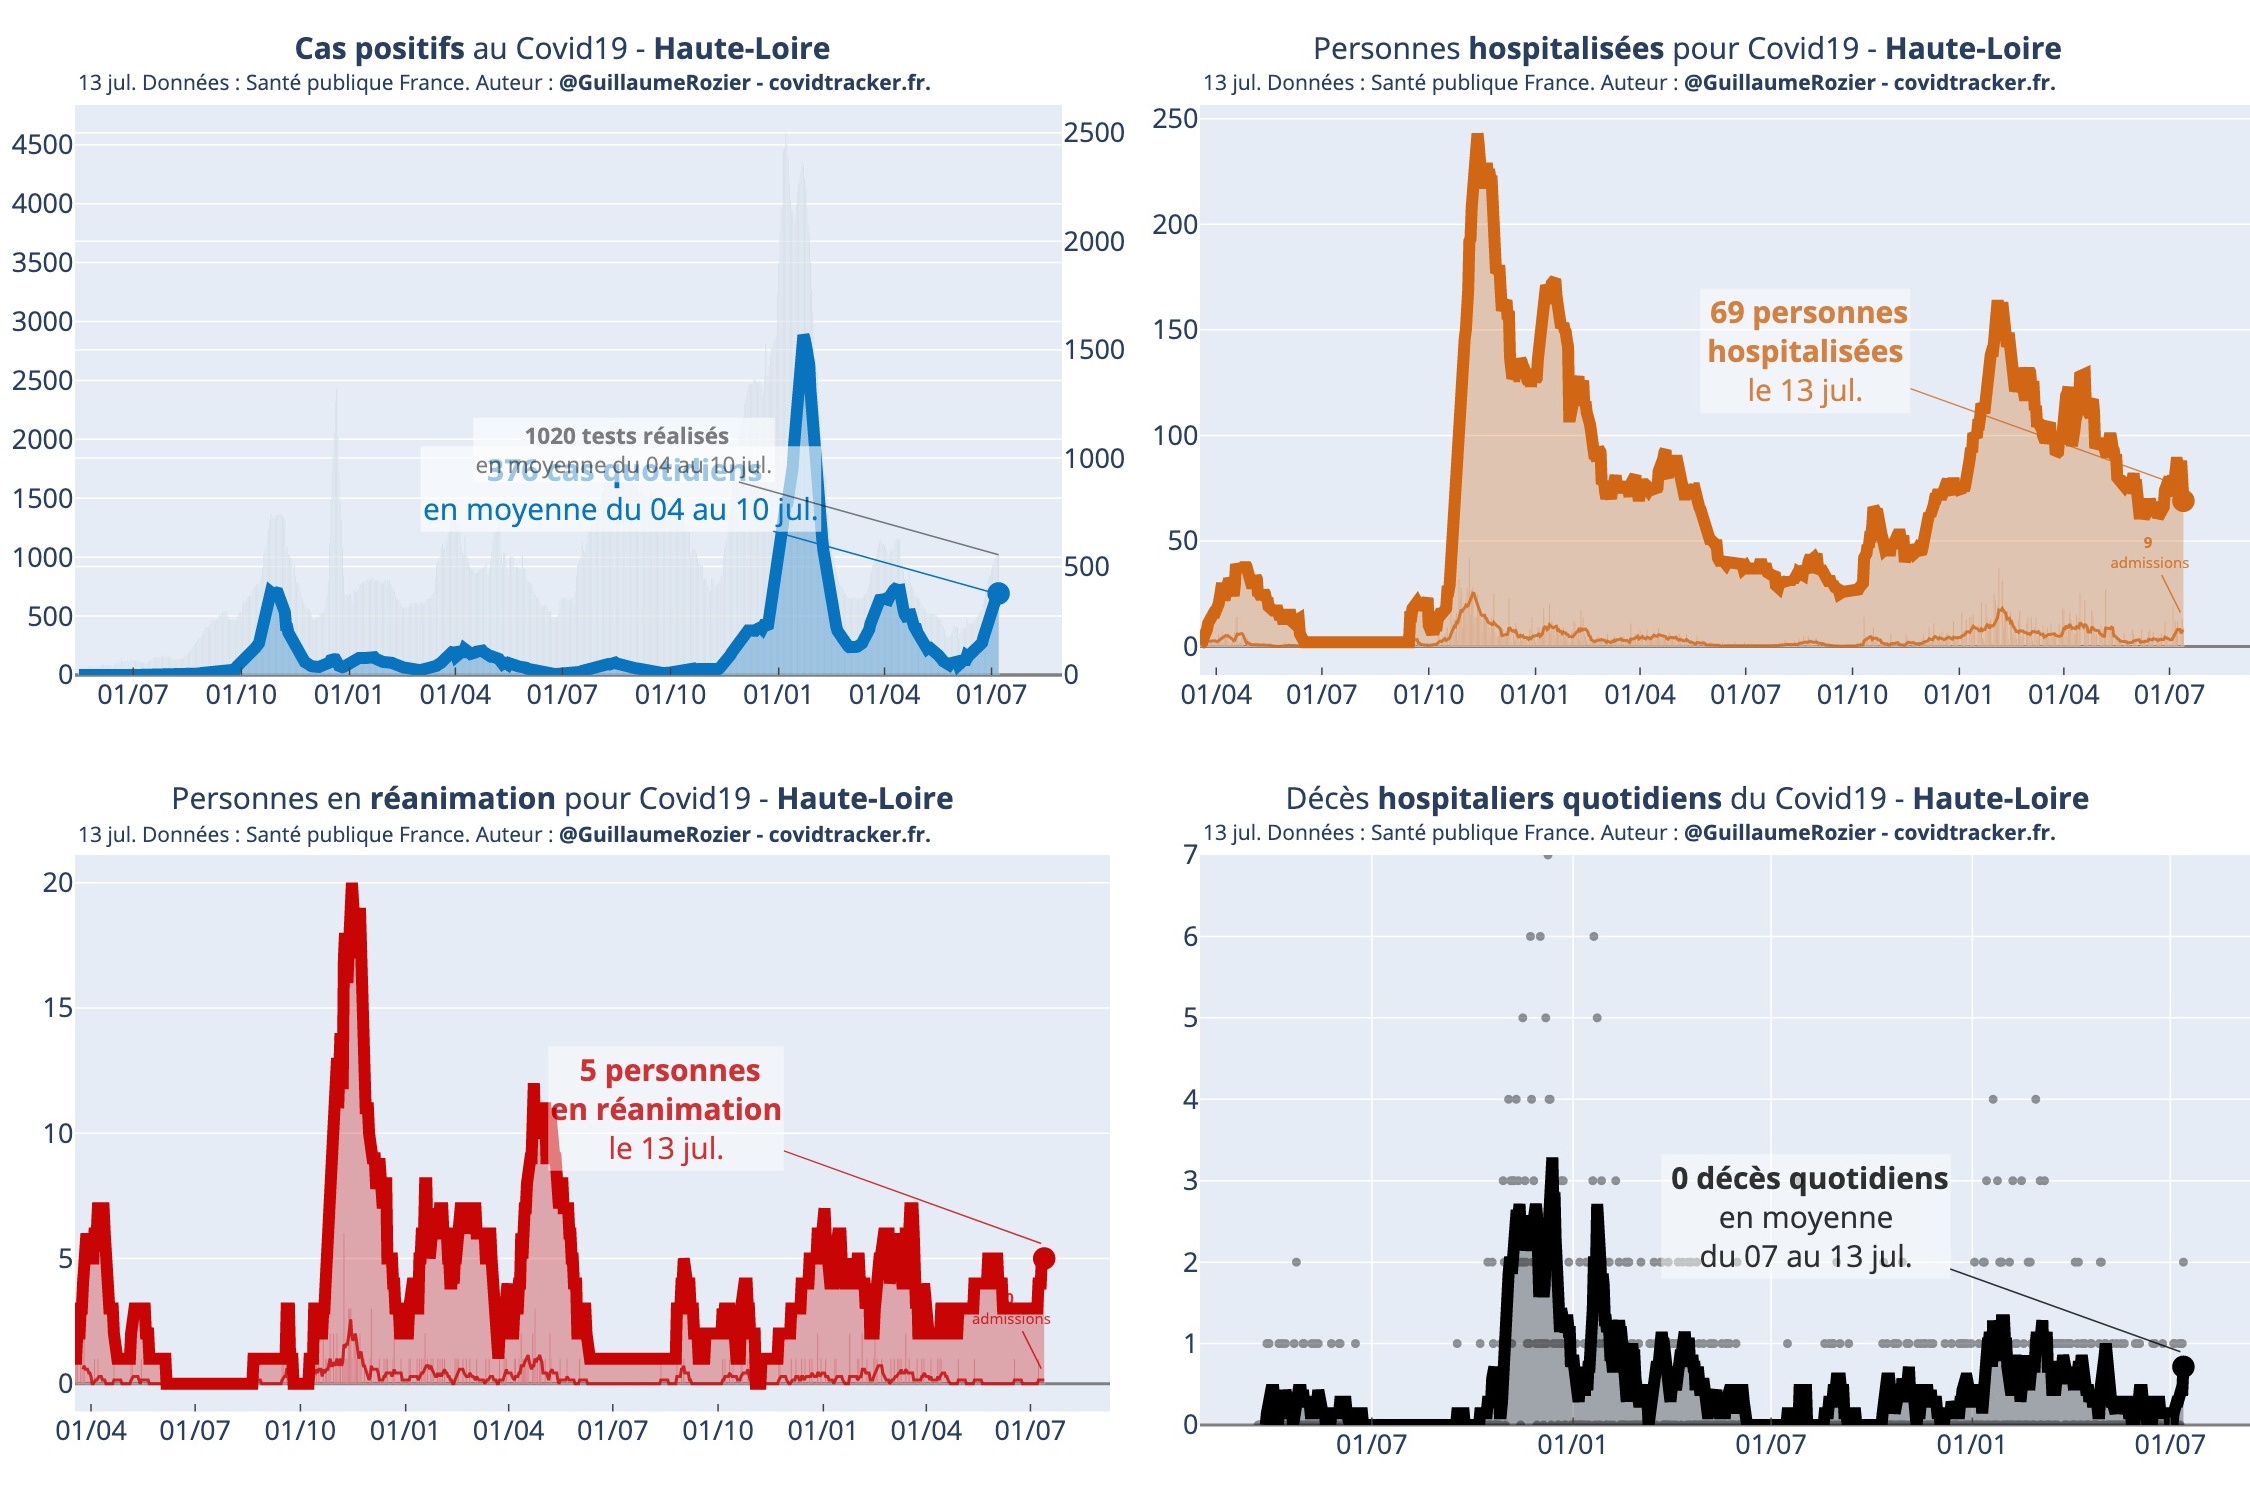 Cas positifs au Covid19 - Haute-Loire
13 jul. Données : Santé publique France. Auteur : @GuillaumeRozier - covidtracker.fr.
4500
4000
3500
3000
2500
2000
1500
1000
500
0
2500
2000
1500
1000
500
0
1020 tests réalisés
en moyenne du 04 au 10 jul.
376 cas quotidiens
en moyenne du 04 au 10 jul.
01/07 01/10 01/01 01/04 01/07 01/10 01/01 01/04 01/07
Personnes hospitalisées pour Covid19 - Haute-Loire
13 jul. Données : Santé publique France. Auteur : @GuillaumeRozier - covidtracker.fr.
250
200
150
100
50
0
69 personnes
hospitalisées
le 13 jul.
9
admissions
01/04 01/07 01/10 01/01 01/04 01/07 01/10 01/01 01/04 01/07
Personnes en réanimation pour Covid19 - Haute-Loire
13 jul. Données : Santé publique France. Auteur : @GuillaumeRozier - covidtracker.fr.
20
15
10
5
0
5 personnes
en réanimation
le 13 jul.
admissions
01/04 01/07 01/10 01/01 01/04 01/07 01/10 01/01 01/04 01/07
Décès hospitaliers quotidiens du Covid19 - Haute-Loire
13 jul. Données : Santé publique France. Auteur : @GuillaumeRozier - covidtracker.fr.
7
6
5
4
3
2
1
0
0 décès quotidiens
en moyenne
du 07 au 13 jul.
01/07 01/01 01/07 01/01 01/07